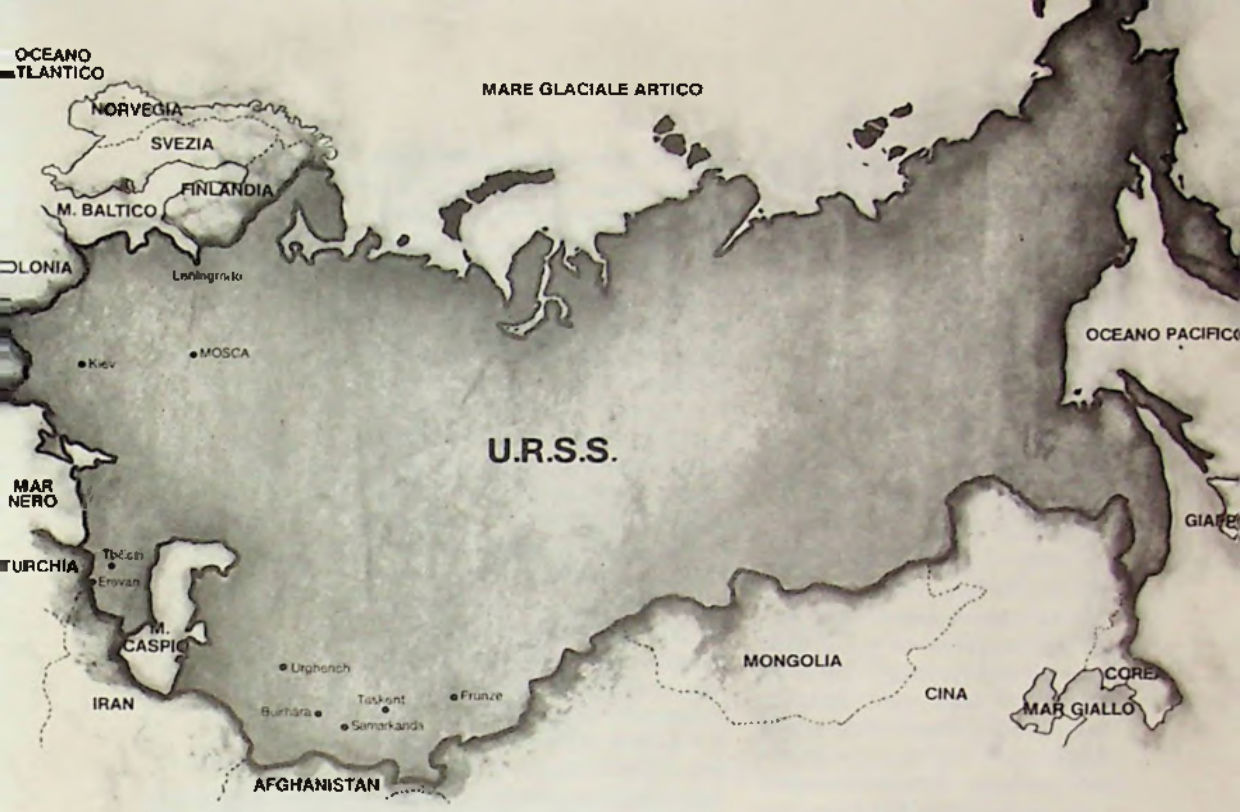 OCEANO
TLANTICO
MARE GLACIALE ARTICO
NORVEGIA
SVEZIA
FINLANDIA
M. BALTICO
OLONIA
Leningrado
OCEANO PACIFICO
Kiev
MOSCA
U.R.S.S.
MAR
NERO
GIAPP
Tbilisi
TURCHIA
Erevan
M.
CASPIO
Urghench
MONGOLIA
COREA
IRAN
Taskent
Frunze
CINA
Bukhara
MAR GIALLO
Samarkanda
AFGHANISTAN